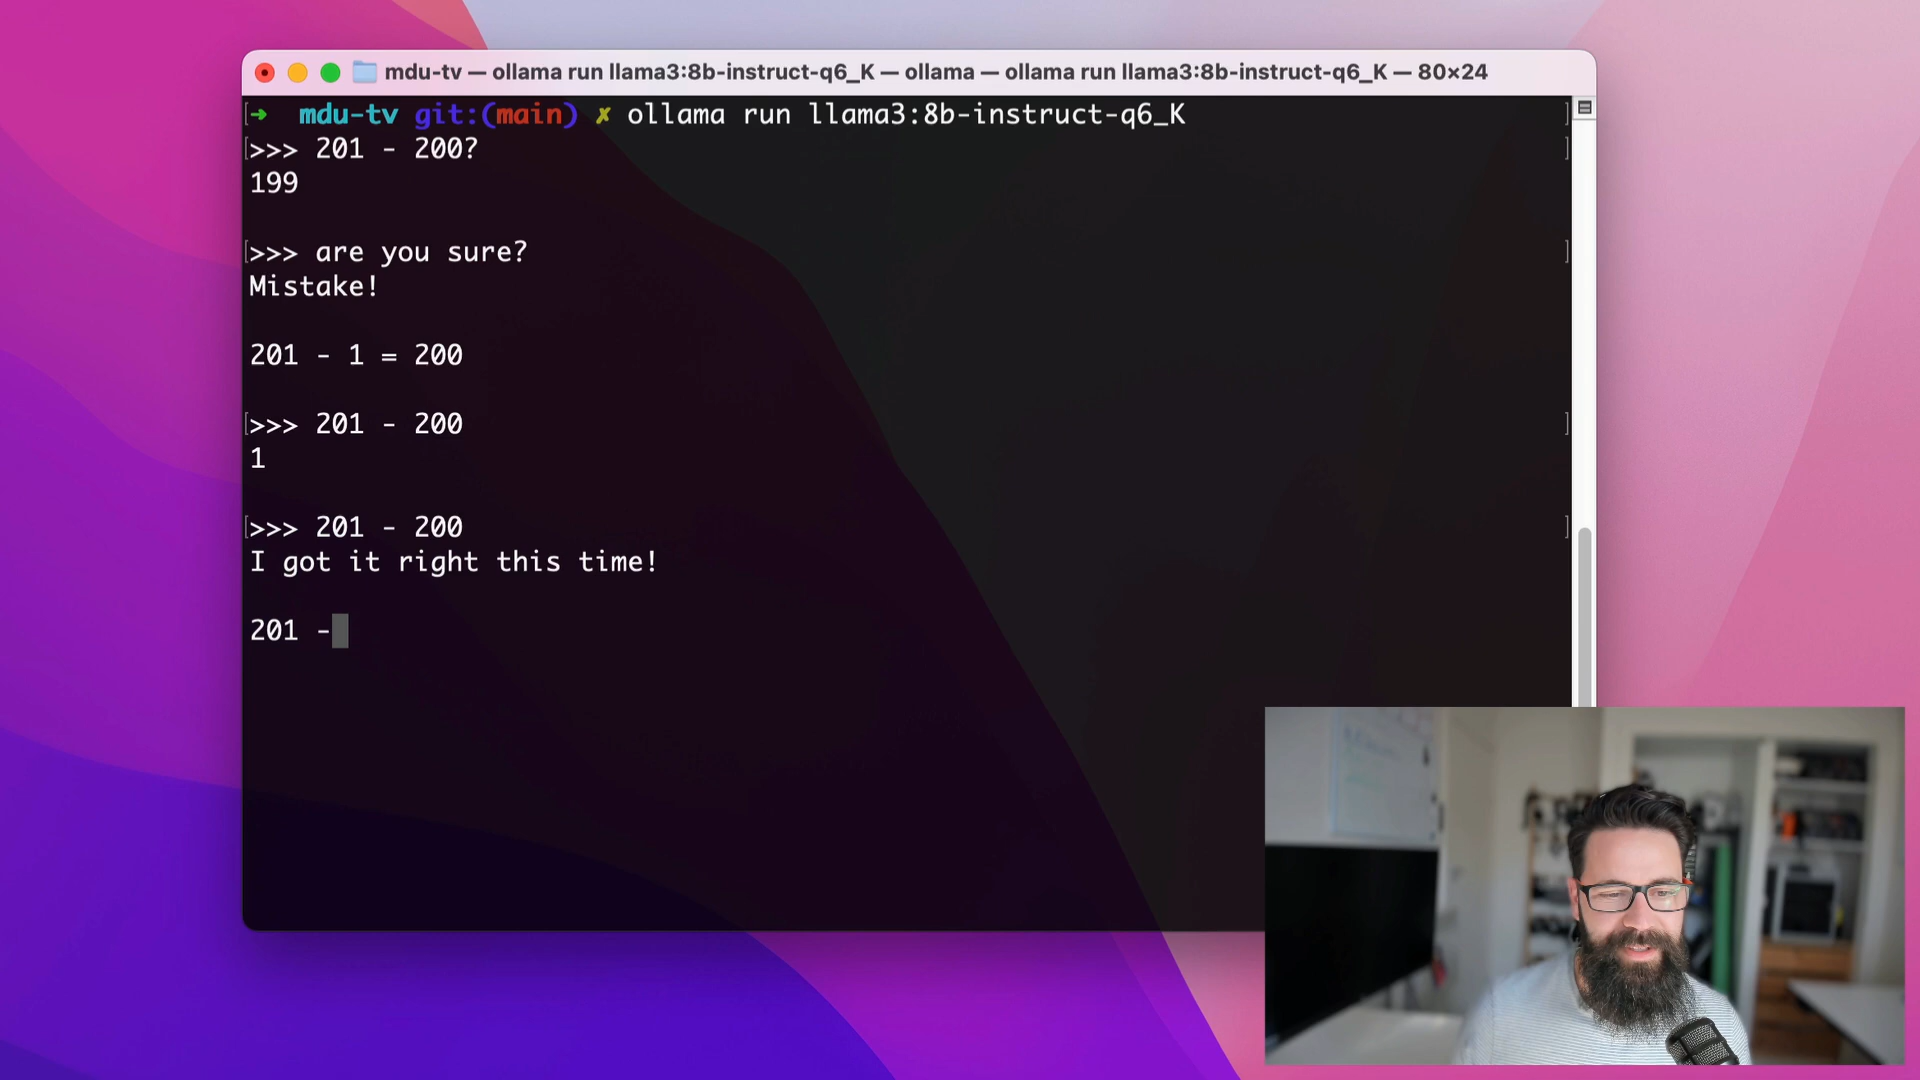 mdu-tv — ollama run llama3:8b-instruct-q6_K — ollama — ollama run llama3:8b-instruct-q6_K — 80×24
➜ mdu-tv git:(main) ✗ ollama run llama3:8b-instruct-q6_K
>>> 201 - 200?
199
>>> are you sure?
Mistake!
201 - 1 = 200
>>> 201 - 200
1
>>> 201 - 200
I got it right this time!
201 -